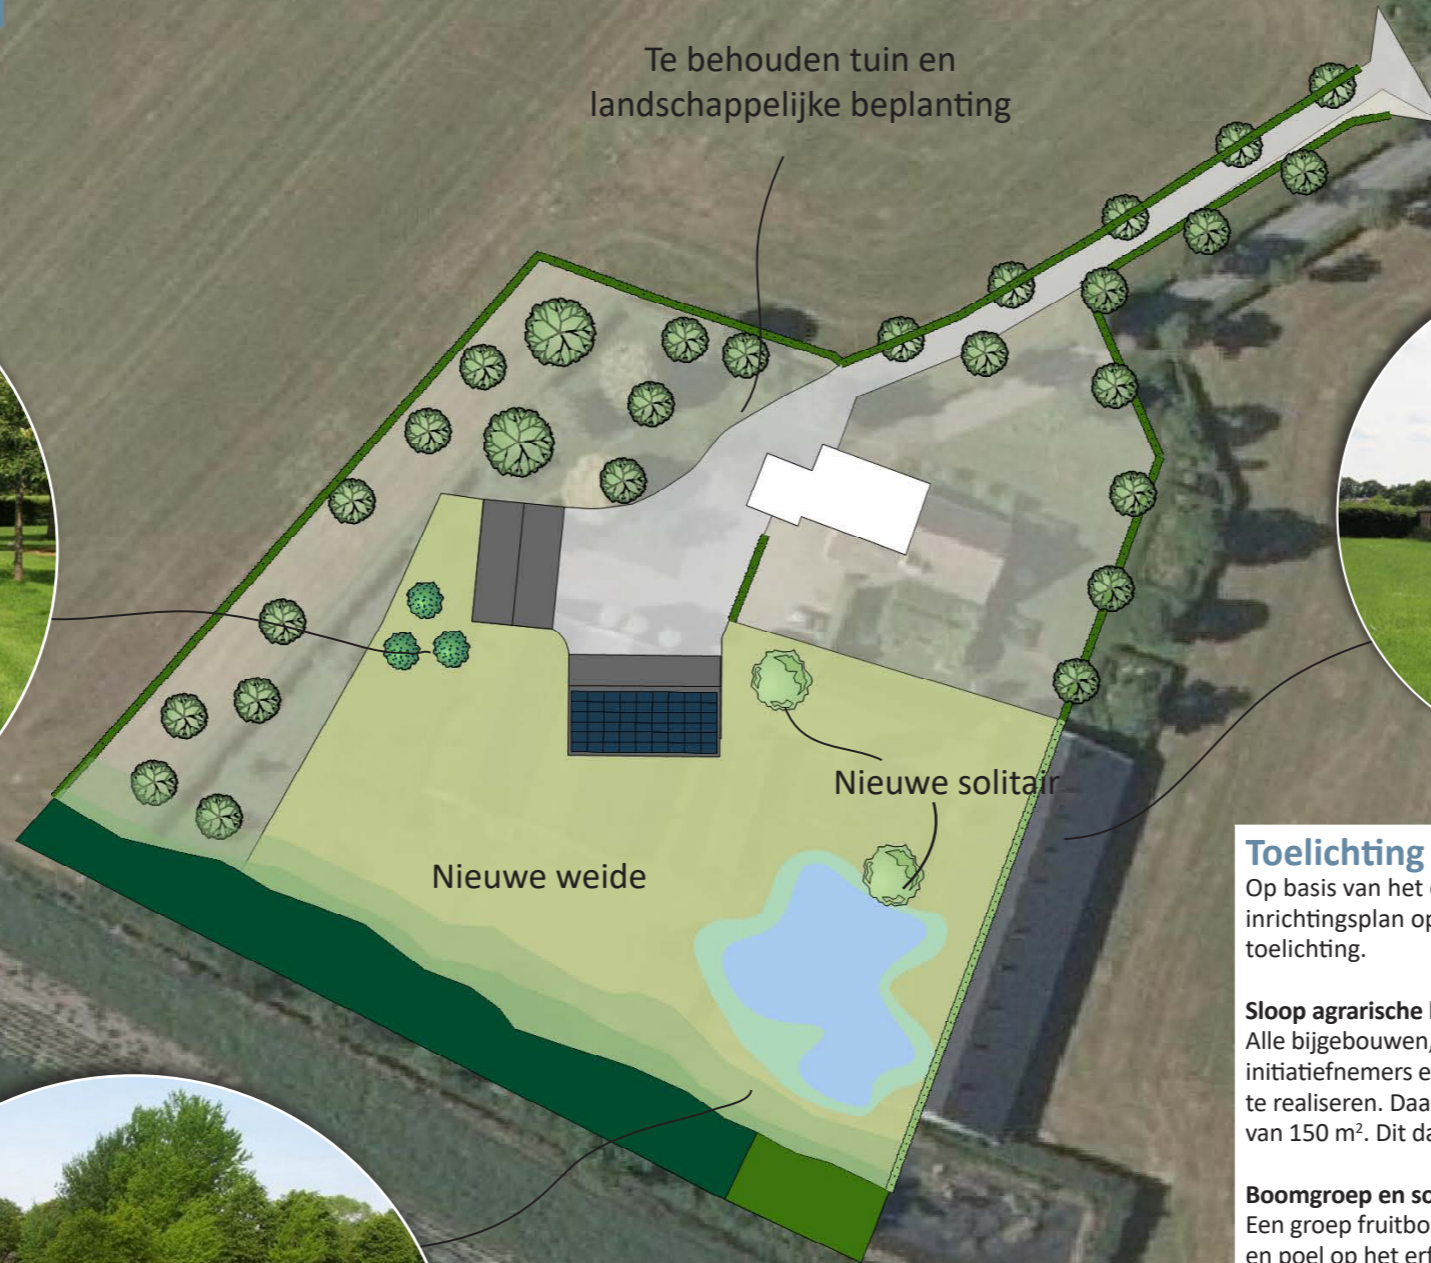 Te behouden tuin en
landschappelijke beplanting
Nieuwe solitair
Nieuwe weide
Toelichting
Op basis van het
inrichtingsplan op
toelichting.
Sloop agrarische
Alle bijgebouwen,
initiatiefnemers e
te realiseren. Daa
van 150 m². Dit da
Boomgroep en so
Een groep fruitbo
en poel op het erf